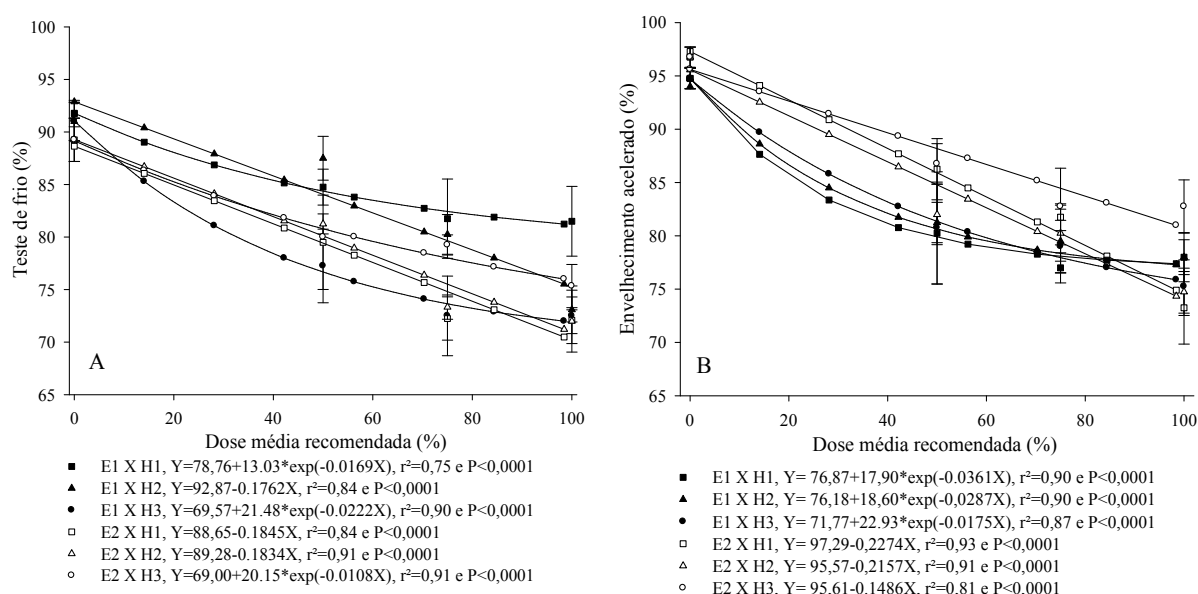 95
90
85
80
75
70
65
Teste de frio (%)
A
0 20 40 60 80 100
Dose média recomendada (%)
E1 X H1, Y=78,76+13.03*exp(-0.0169X), r²=0,75 e P<0,0001
E1 X H2, Y=92,87-0.1762X, r²=0,84 e P<0,0001
E1 X H3, Y=69,57+21.48*exp(-0.0222X), r²=0,90 e P<0,0001
E2 X H1, Y=88,65-0.1845X, r²=0,84 e P<0,0001
E2 X H2, Y=89,28-0.1834X, r²=0,91 e P<0,0001
E2 X H3, Y=69,00+20.15*exp(-0.0108X), r²=0,91 e P<0,0001
100
95
90
85
80
75
70
65
Envelhecimento acelerado (%)
B
0 20 40 60 80 100
Dose média recomendada (%)
E1 X H1, Y= 76,87+17,90*exp(-0.0361X), r²=0,90 e P<0,0001
E1 X H2, Y= 76,18+18,60*exp(-0.0287X), r²=0,90 e P<0,0001
E1 X H3, Y= 71,77+22.93*exp(-0.0175X), r²=0,87 e P<0,0001
E2 X H1, Y= 97,29-0,2274X, r²=0,93 e P<0,0001
E2 X H2, Y= 95,57-0,2157X, r²=0,91 e P<0,0001
E2 X H3, Y= 95,61-0.1486X, r²=0,81 e P<0,0001